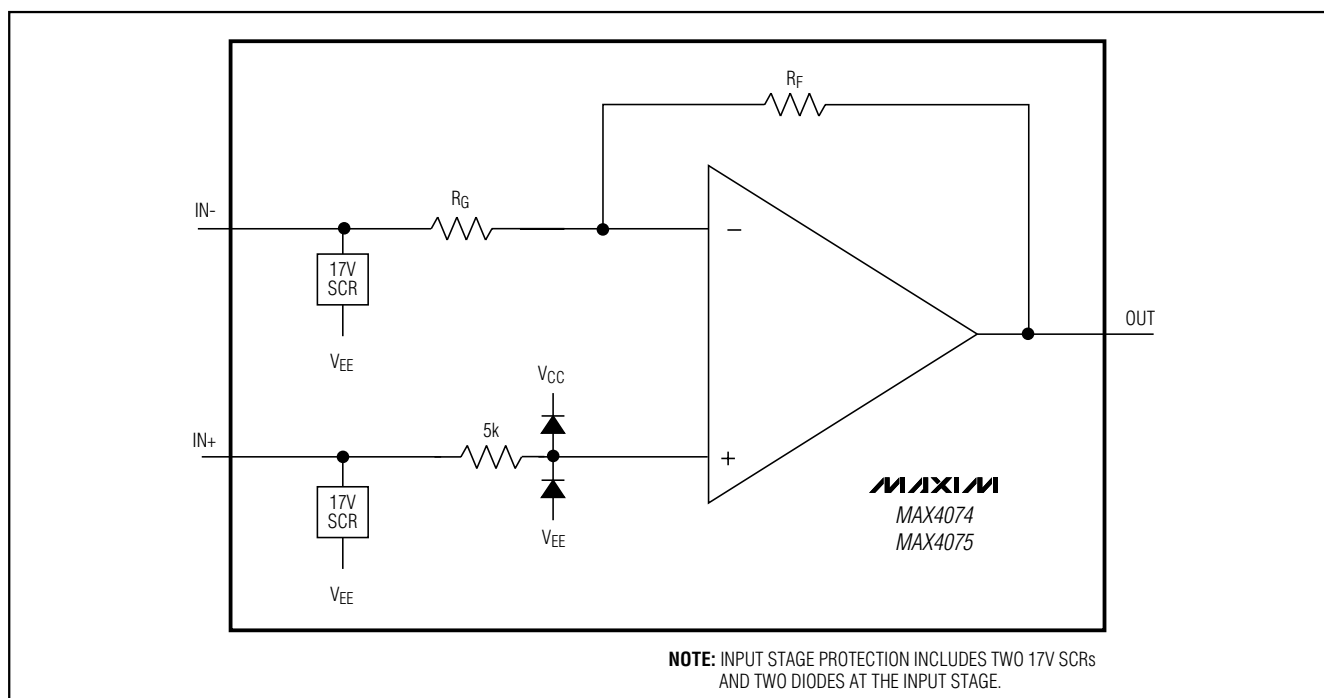 RF
RG
IN-
−
17V
SCR
OUT
VEE
VCC
IN+
5k
+
MAXIM
17V
SCR
MAX4074
MAX4075
VEE
VEE
NOTE: INPUT STAGE PROTECTION INCLUDES TWO 17V SCRs
AND TWO DIODES AT THE INPUT STAGE.